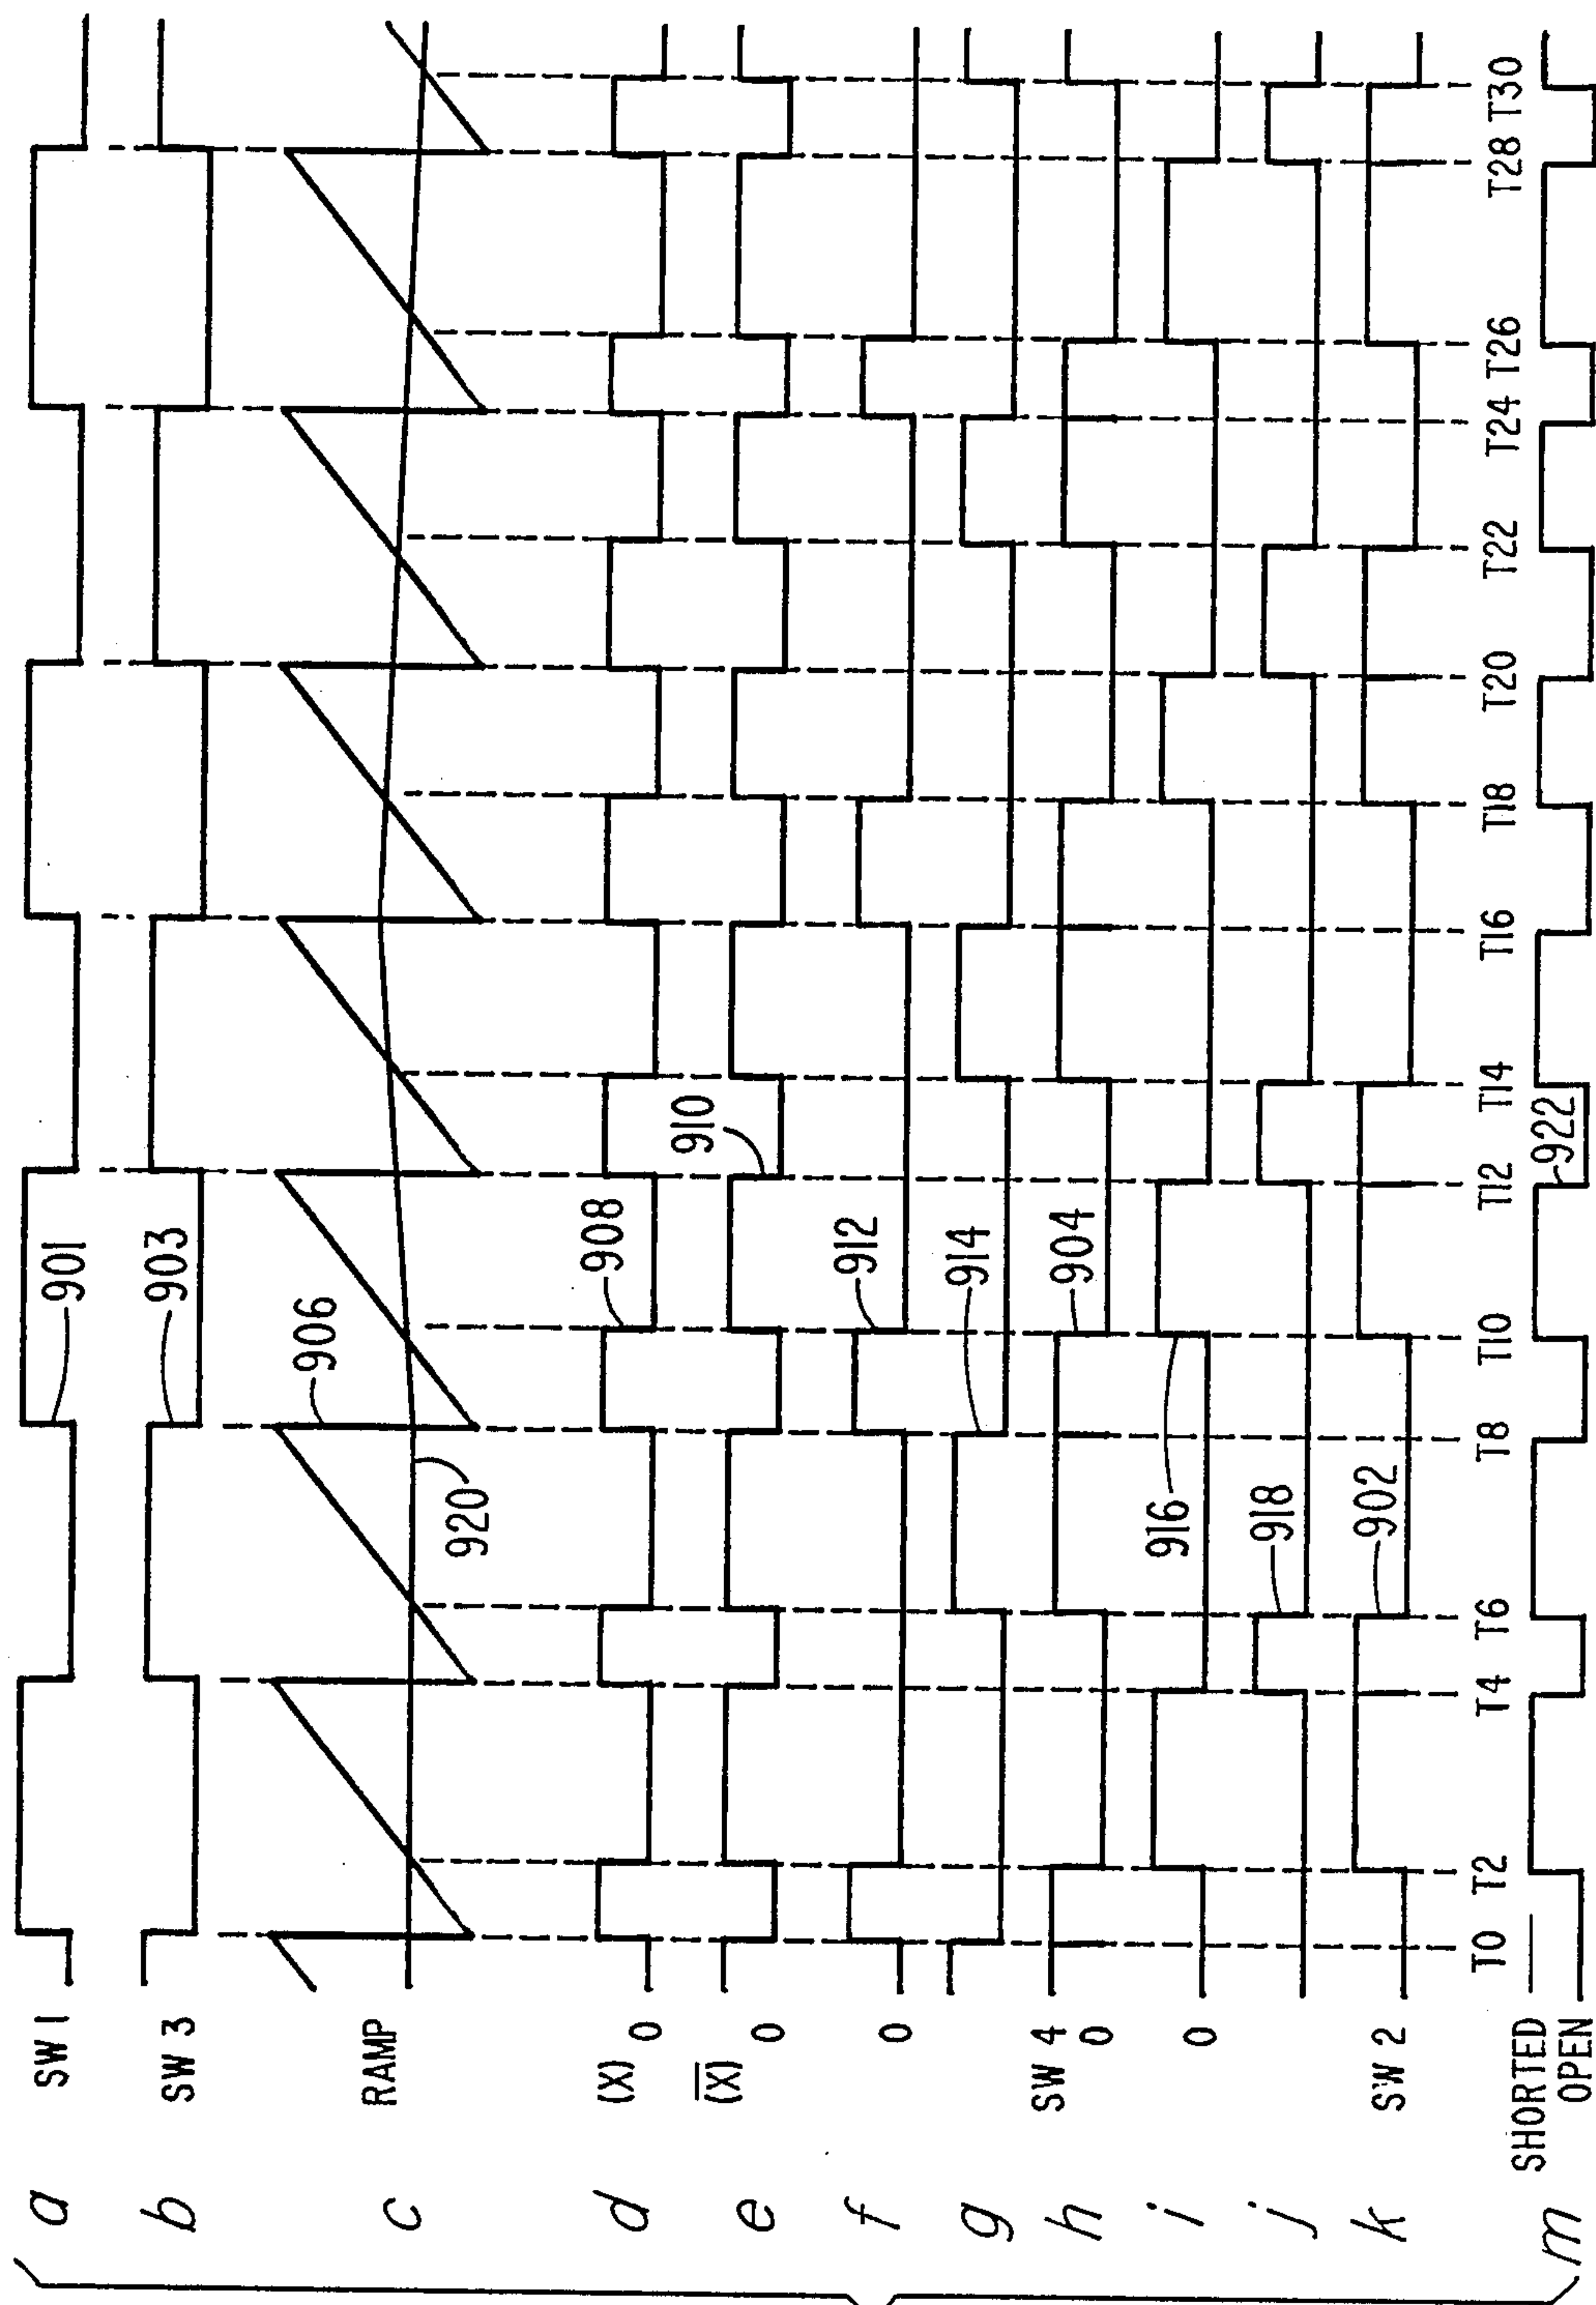 a SW 1
901
b SW 3
903
c RAMP
906
920
d (X) 0
908
e (X̅) 0
910
f 0
912
g
914
h SW 4 0
904
i 0
916
j
918
k SW 2
902
T0 T2 T4 T6 T8 T10 T12 T14 T16 T18 T20 T22 T24 T26 T28 T30
m SHORTED
OPEN
922